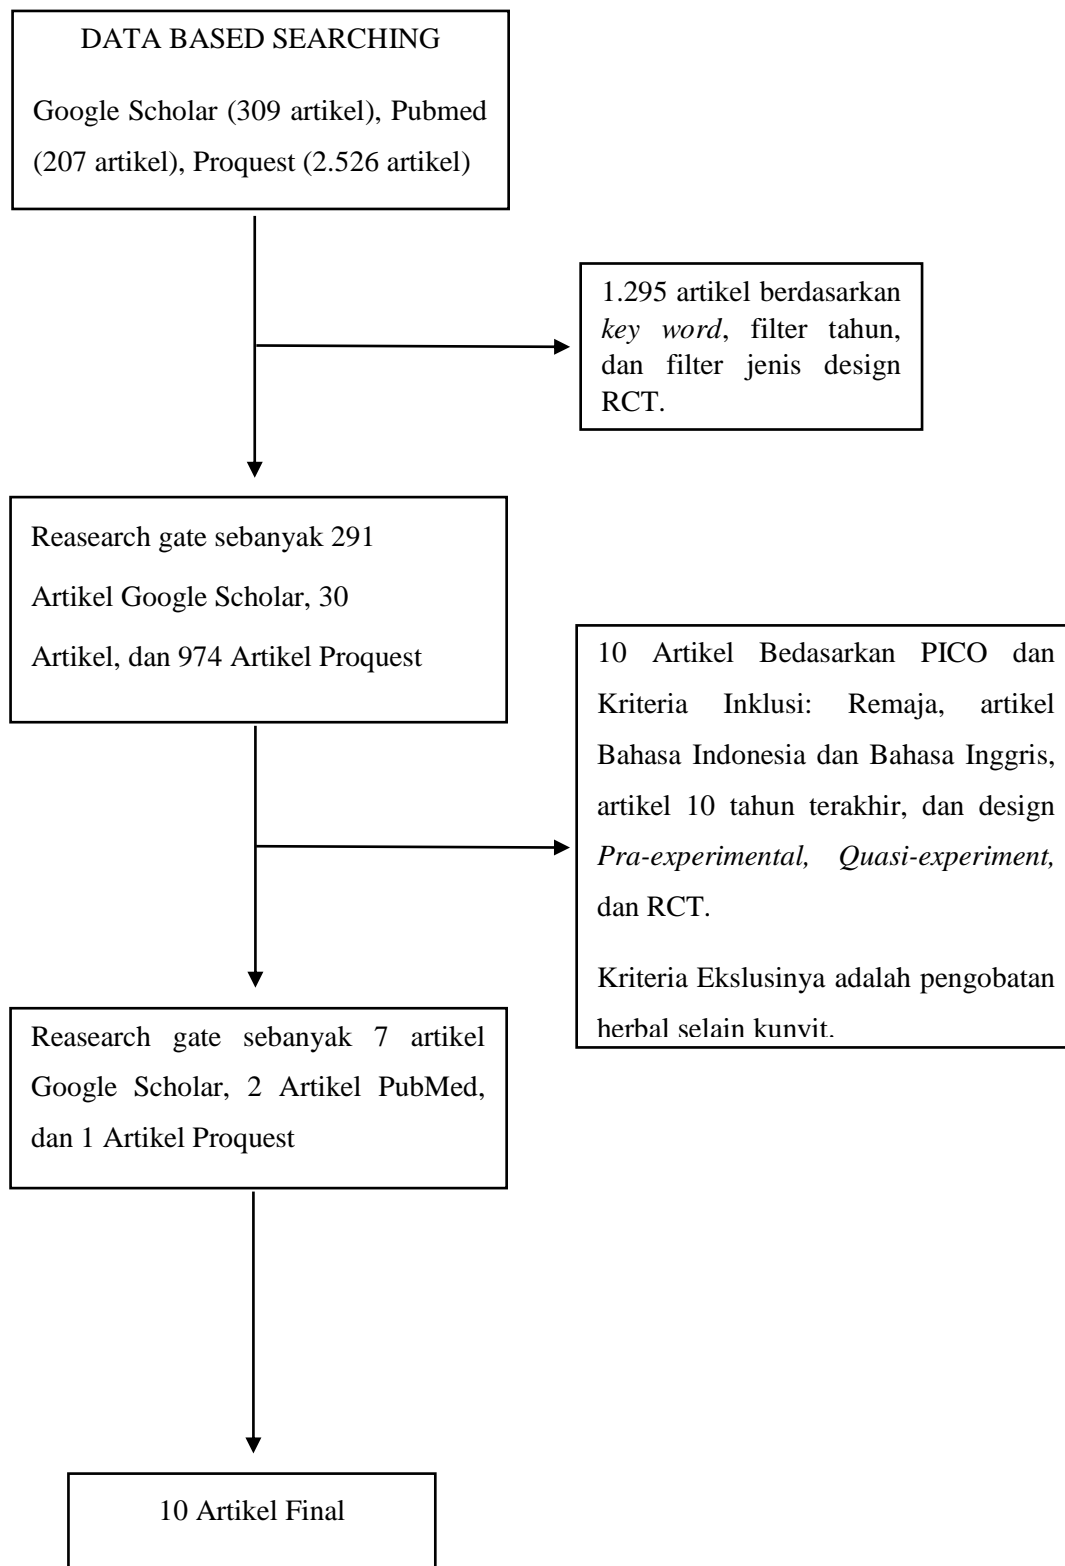 DATA BASED SEARCHING
Google Scholar (309 artikel), Pubmed
(207 artikel), Proquest (2.526 artikel)
1.295 artikel berdasarkan
key word, filter tahun,
dan filter jenis design
RCT.
Reasearch gate sebanyak 291
Artikel Google Scholar, 30
Artikel, dan 974 Artikel Proquest
10 Artikel Bedasarkan PICO dan
Kriteria Inklusi: Remaja, artikel
Bahasa Indonesia dan Bahasa Inggris,
artikel 10 tahun terakhir, dan design
Pra-experimental, Quasi-experiment,
dan RCT.
Kriteria Ekslusinya adalah pengobatan
herbal selain kunyit.
Reasearch gate sebanyak 7 artikel
Google Scholar, 2 Artikel PubMed,
dan 1 Artikel Proquest
10 Artikel Final